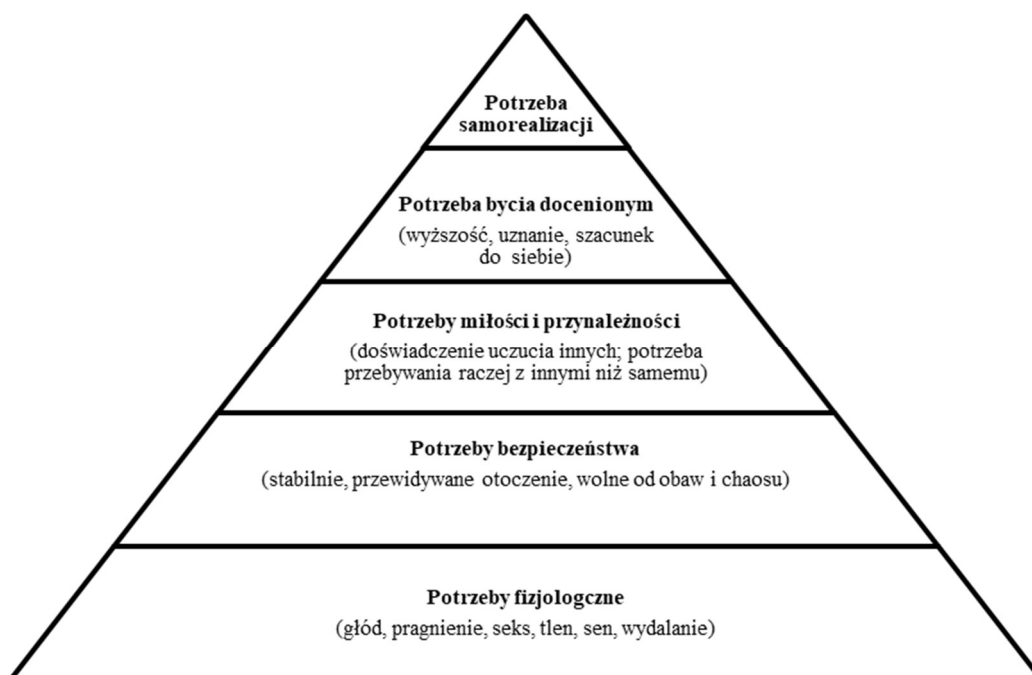 Potrzeba
samorealizacji
Potrzeba bycia docenionym
(wyższość, uznanie, szacunek
do siebie)
Potrzeby miłości i przynależności
(doświadczenie uczucia innych; potrzeba
przebywania raczej z innymi niż samemu)
Potrzeby bezpieczeństwa
(stabilnie, przewidywane otoczenie, wolne od obaw i chaosu)
Potrzeby fizjologczne
(głód, pragnienie, seks, tlen, sen, wydalanie)